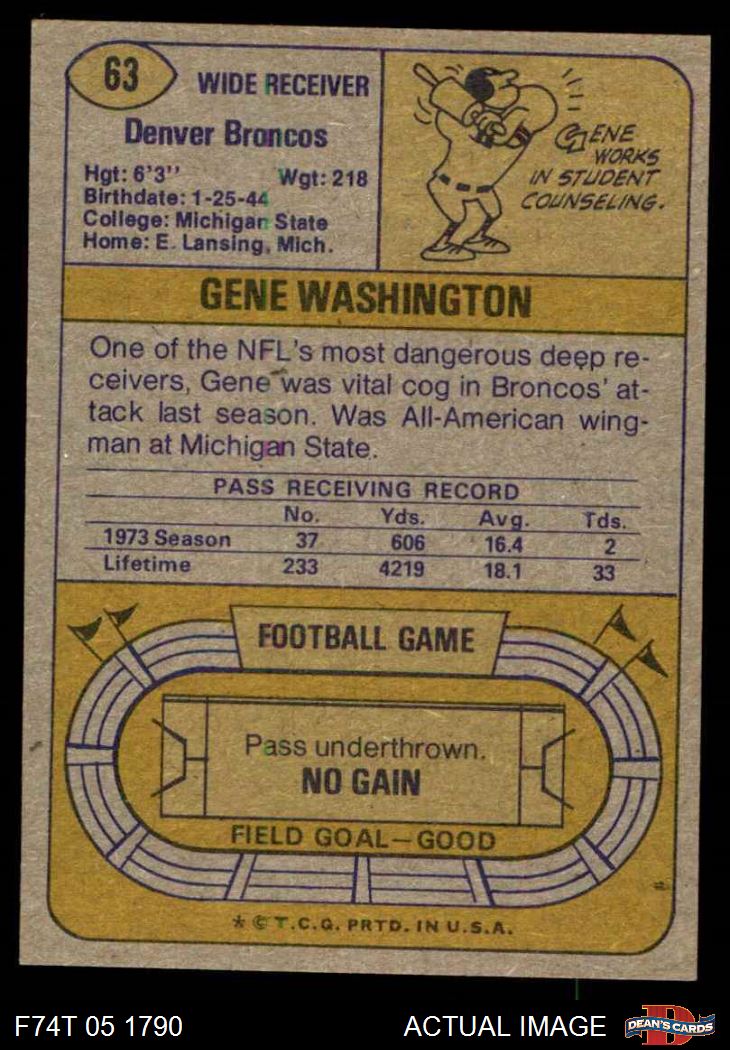 63
WIDE RECEIVER
Denver Broncos
Hgt: 6'3'' Wgt: 218
Birthdate: 1-25-44
College: Michigan State
Home: E. Lansing, Mich.
GENE
WORKS
IN STUDENT
COUNSELING.
GENE WASHINGTON
One of the NFL's most dangerous deep re-
ceivers, Gene was vital cog in Broncos' at-
tack last season. Was All-American wing-
man at Michigan State.
PASS RECEIVING RECORD
No. Yds. Avg. Tds.
1973 Season 37 606 16.4 2
Lifetime 233 4219 18.1 33
FOOTBALL GAME
Pass underthrown.
NO GAIN
FIELD GOAL—GOOD
* © T.C.G. PRTD. IN U.S.A.
F74T 05 1790 ACTUAL IMAGE
D
DEAN'S CARDS